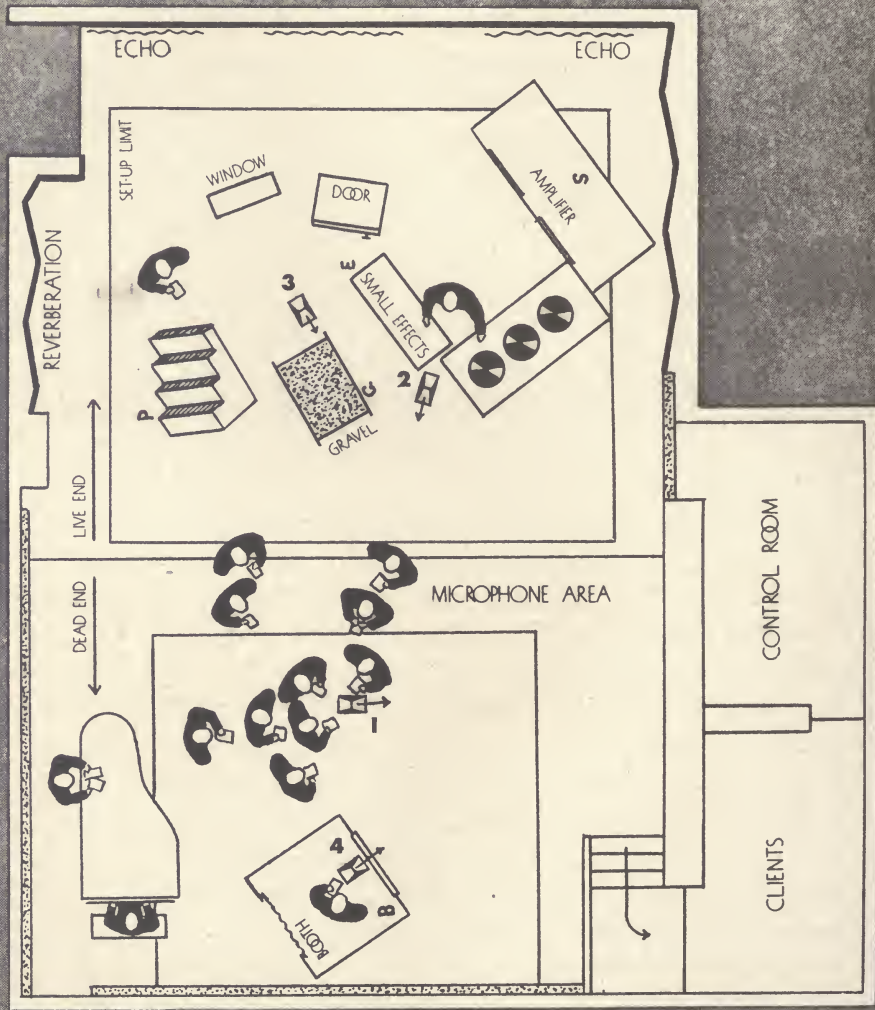 ECHO
ECHO
SET-UP LIMIT
REVERBERATION
WINDOW
DOOR
AMPLIFIER
S
E
SMALL EFFECTS
3
2
P
G
GRAVEL
LIVE END
DEAD END
MICROPHONE AREA
1
4
B
BOOTH
CONTROL ROOM
CLIENTS